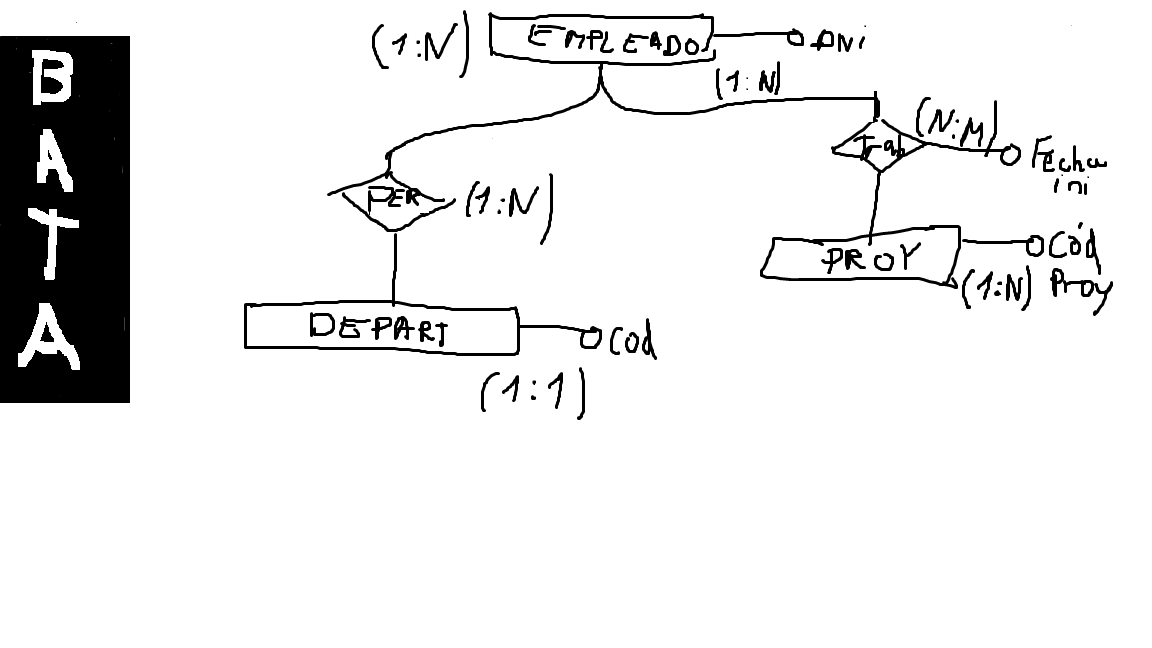 BATA
(1:N)
EMPLEADO
DNi
(1:N)
Trab
(N:M)
Fecha
ini
PER
(1:N)
PROY
Cód
Proy
(1:N)
DEPART
cod
(1:1)